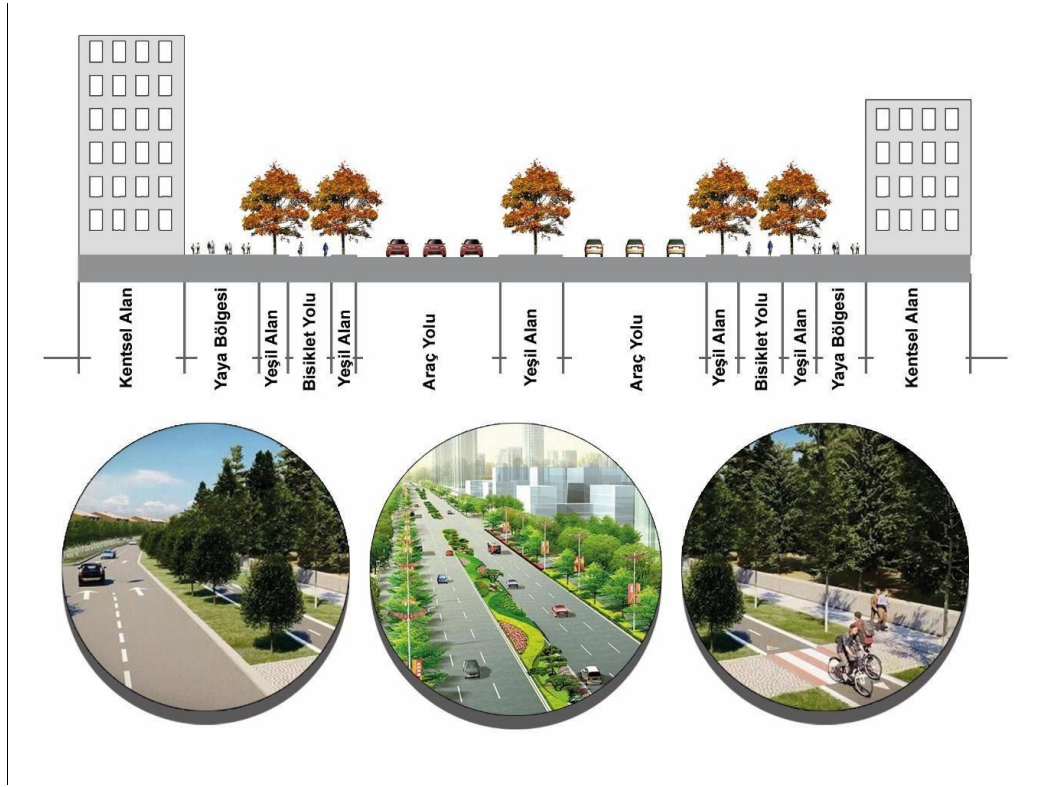 Kentsel Alan
Yaya Bölgesi
Yeşil Alan
Bisiklet Yolu
Yeşil Alan
Araç Yolu
Yeşil Alan
Araç Yolu
Yeşil Alan
Bisiklet Yolu
Yeşil Alan
Yaya Bölgesi
Kentsel Alan